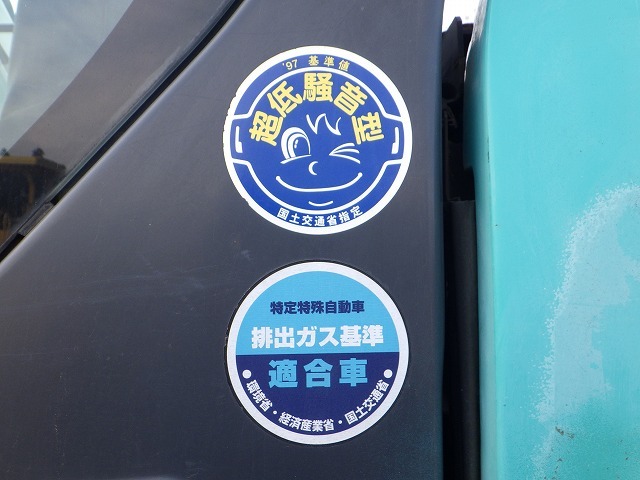 '97 基準値
超低騒音型
国土交通省指定
特定特殊自動車
排出ガス基準
適合車
●環境省・経済産業省・国土交通省●